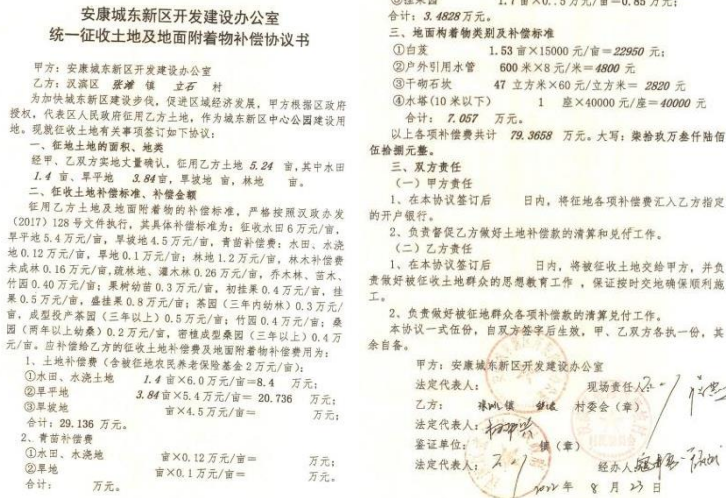 安康城东新区开发建设办公室
统一征收土地及地面附着物补偿协议书
甲方：安康城东新区开发建设办公室
乙方：汉滨区 张滩 镇 立石 村
为加快城东新区建设步伐，促进区域经济发展，甲方根据区政府
授权，代表区人民政府征用乙方土地，作为城东新区中心公园建设用
地。现就征收土地有关事项签订如下协议：
一、征地土地的面积、地类
经甲、乙双方实地丈量确认，征用乙方土地 5.24 亩，其中水田
1.4 亩、旱平地 3.84亩，旱坡地 亩，林地 亩。
二、征收土地补偿标准、补偿金额
征用乙方土地及地面附着物的补偿标准，严格按照汉政办发
（2017）128 号文件执行，其具体补偿标准为：征收水田6万元/亩，
旱平地5.4万元/亩，旱坡地4.5万元/亩，青苗补偿费：水田、水浇
地0.12万元/亩，旱地0.1万元/亩；林地1.2万元/亩，林木补偿费
未成林0.16万元/亩,疏林地、灌木林0.26万元/亩，乔木林、苗木、
竹园0.40万元/亩；果树幼苗0.3万元/亩，初挂果0.4万元/亩，挂
果0.5万元/亩，盛挂果0.8万元/亩；茶园（三年内幼林）0.3万元/
亩，成型投产茶园（三年以上）0.5万元/亩；竹园0.4万元/亩；桑
园（两年以上幼桑）0.2万元/亩，密植成型桑园（三年以上）0.4万
元/亩。应补偿给乙方的征收土地补偿费及地面附着物补偿费用为：
1、土地补偿费（含被征地农民养老保险基金2万元/亩）：
①水田、水浇土地 1.4 亩×6.0万元/亩=8.4 万元；
②旱平地 3.84亩×5.4万元/亩= 20.736 万元；
③旱坡地 亩×4.5万元/亩= 万元；
合计：29.136 万元。
2、青苗补偿费
①水田、水浇地 亩×0.12万元/亩= 万元；
②旱地 亩×0.1万元/亩= 万元；
合计： 万元。
合计：3.4828万元。
三、地面构着物类别及补偿标准
①白芨 1.53 亩×15000 元/亩=22950 元；
②户外引用水管 600 米×8元/米=4800 元
③干砌石坎 47 立方米×60元/立方米= 2820 元
④水塔（10米以下） 1 座×40000元/座=40000 元
合计：7.057 万元。
以上各项补偿费共计 79.3658 万元。大写：柒拾玖万叁仟陆佰
伍拾捌元整。
三、双方责任
（一）甲方责任
1、在本协议签订后 日内，将征地各项补偿费汇入乙方指定
的开户银行。
2、负责督促乙方做好土地补偿款的清算和兑付工作。
（二）乙方责任
1、在本协议签订后 日内，将被征收土地交给甲方，并负
责做好被征收土地群众的思想教育工作，保证按时交地确保顺利施
工。
2、负责做好被征地群众各项补偿款的清算兑付工作。
本协议一式伍份，自双方签字后生效，甲、乙双方各执一份，其
余自备。
甲方：安康城东新区开发建设办公室
法定代表人： 现场责任人：
乙方： 镇 村委会（章）
法定代表人：
签证单位： 镇（章）
法定代表人： 经办人：
2022 年 8 月 23 日